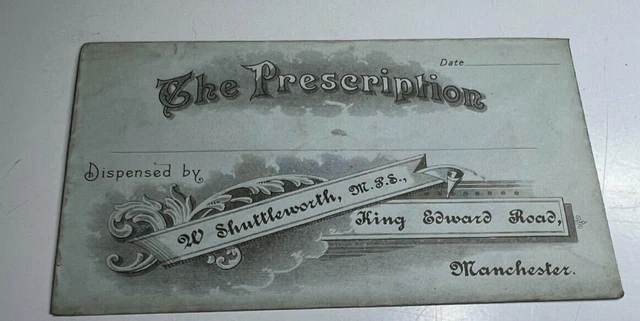 Date
The Prescription
Dispensed by
W Shuttleworth, M.P.S.,
King Edward Road,
Manchester.